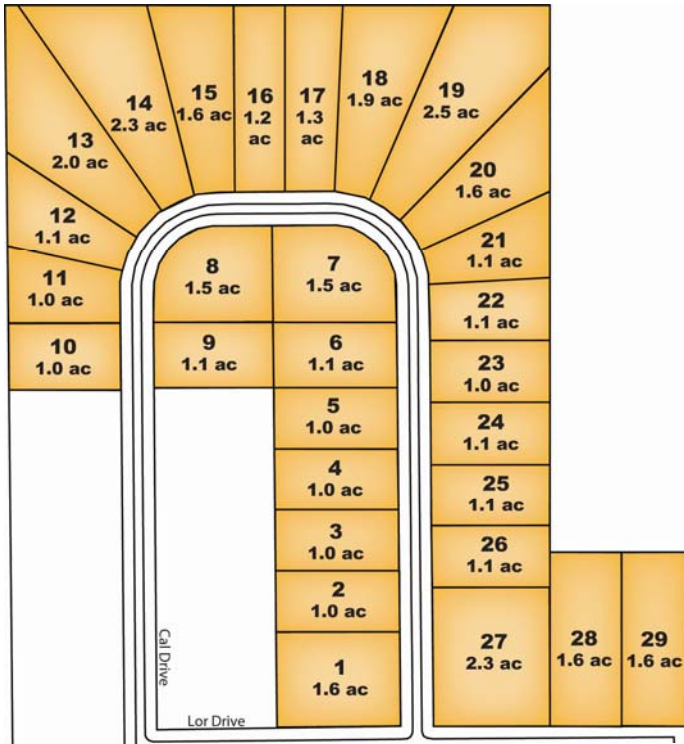 13
2.0 ac
14
2.3 ac
15
1.6 ac
16
1.2
ac
17
1.3
ac
18
1.9 ac
19
2.5 ac
20
1.6 ac
12
1.1 ac
21
1.1 ac
11
1.0 ac
8
1.5 ac
7
1.5 ac
22
1.1 ac
10
1.0 ac
9
1.1 ac
6
1.1 ac
23
1.0 ac
5
1.0 ac
24
1.1 ac
4
1.0 ac
25
1.1 ac
3
1.0 ac
26
1.1 ac
2
1.0 ac
1
1.6 ac
27
2.3 ac
28
1.6 ac
29
1.6 ac
Cal Drive
Lor Drive